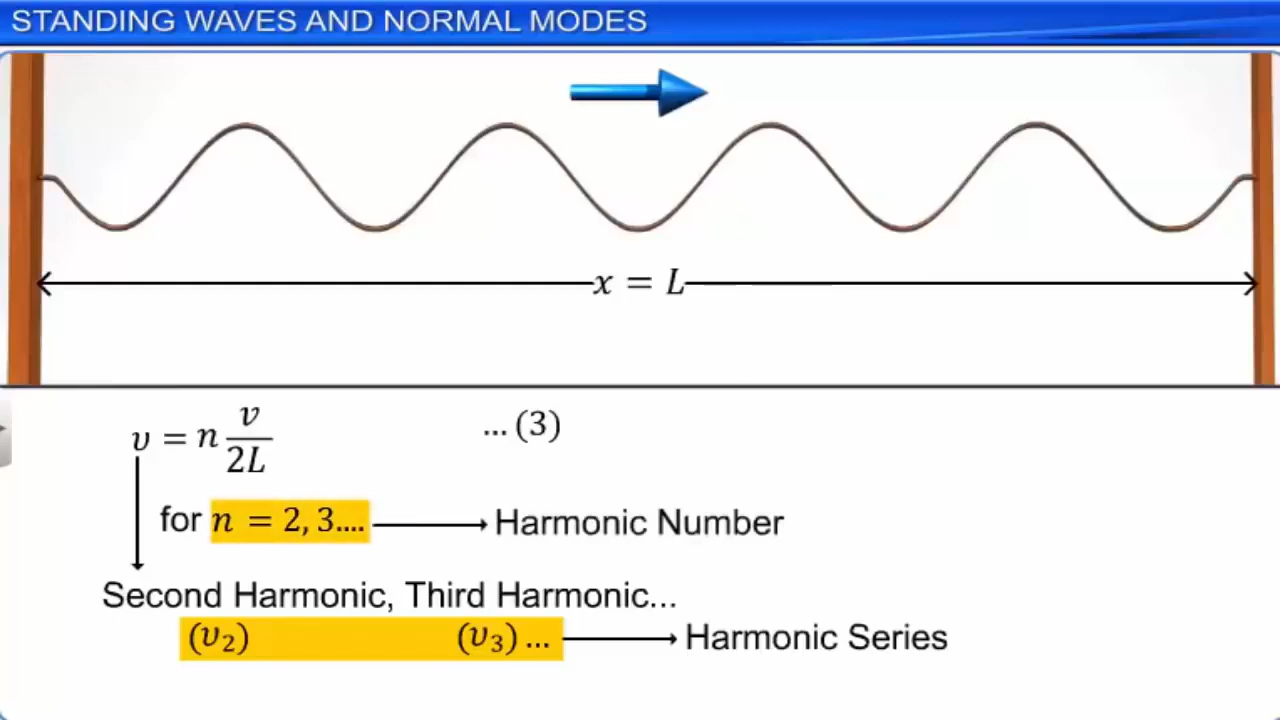 STANDING WAVES AND NORMAL MODES
x = L
υ = n v/2L ... (3)
for n = 2, 3.... Harmonic Number
Second Harmonic, Third Harmonic...
(υ₂) (υ₃) ... Harmonic Series